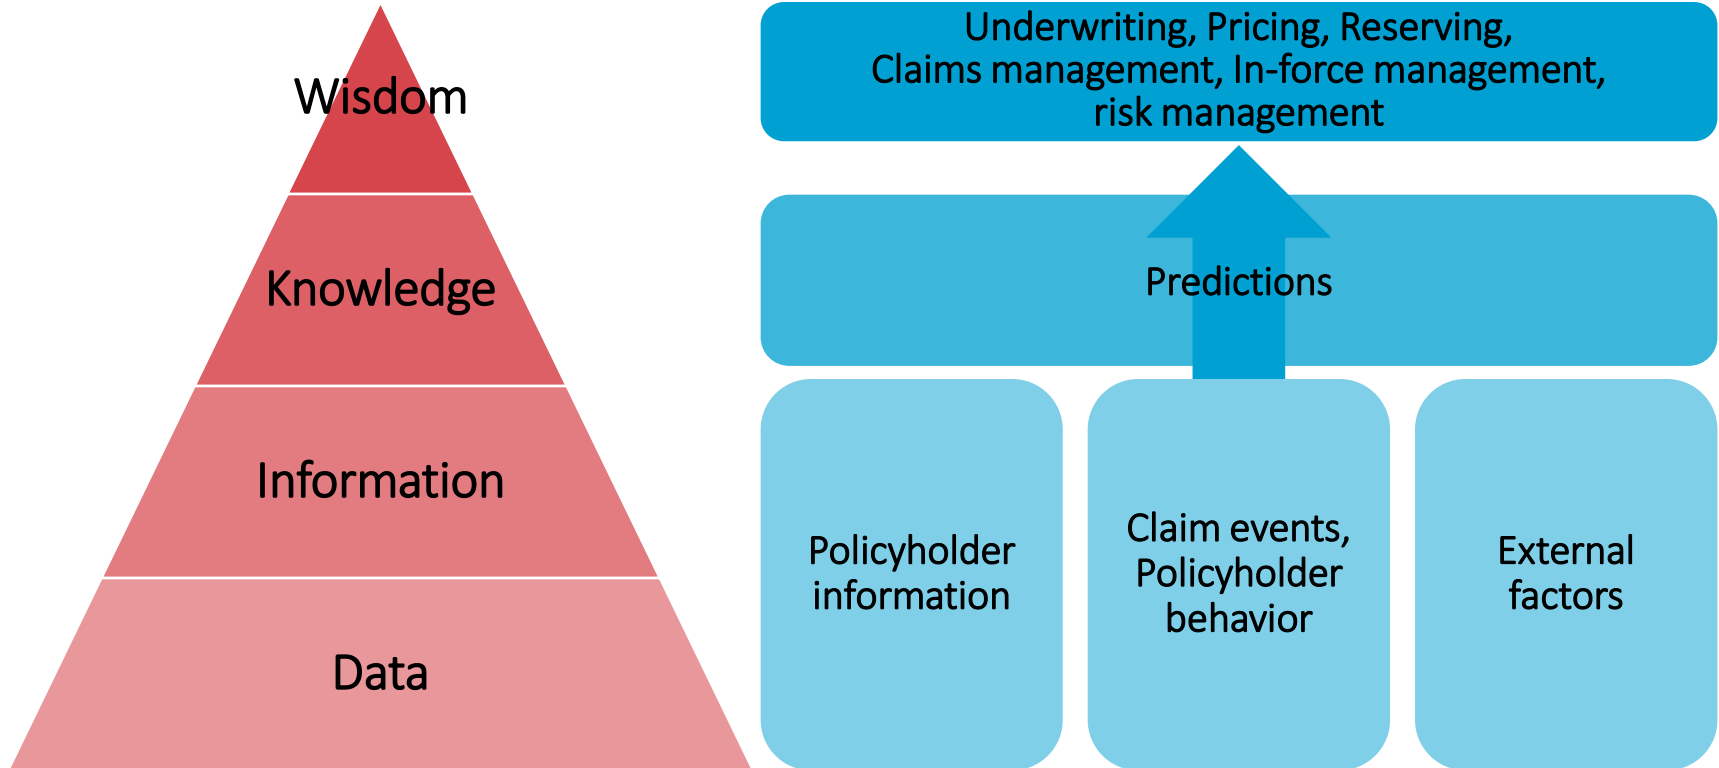 Wisdom
Knowledge
Information
Data
Underwriting, Pricing, Reserving,
Claims management, In-force management,
risk management
Predictions
Policyholder
information
Claim events,
Policyholder
behavior
External
factors